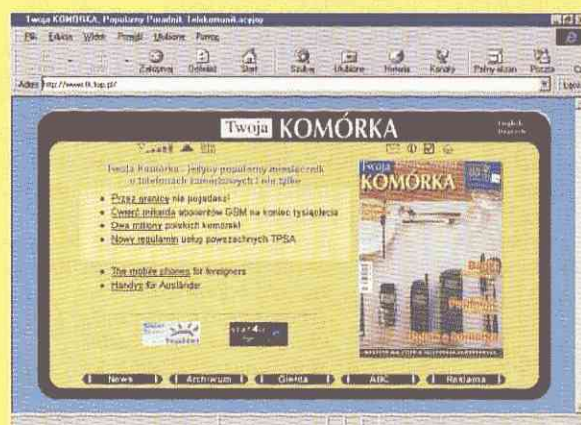 Twoja KOMÓRKA, Popularny Poradnik Telekomunikacyjny
Plik Edycja Widok Przejdź Ulubione Pomoc
Zatrzymaj Odśwież Start Szukaj Ulubione Historia Kanały Pełny ekran Poczta
Adres http://www.tk.top.pl/
Twoja KOMÓRKA
English
Deutsch
Twoja Komórka - jedyny popularny miesięcznik
o telefonach komórkowych i nie tylko
Przez granicę nie pogadasz!
Ćwierć miliarda abonentów GSM na koniec tysiąclecia
Dwa miliony polskich komórek!
Nowy regulamin usług powszechnych TPSA
The mobile phones for foreigners
Handys für Ausländer
Twoja
KOMÓRKA
News Archiwum Giełda ABC Reklama